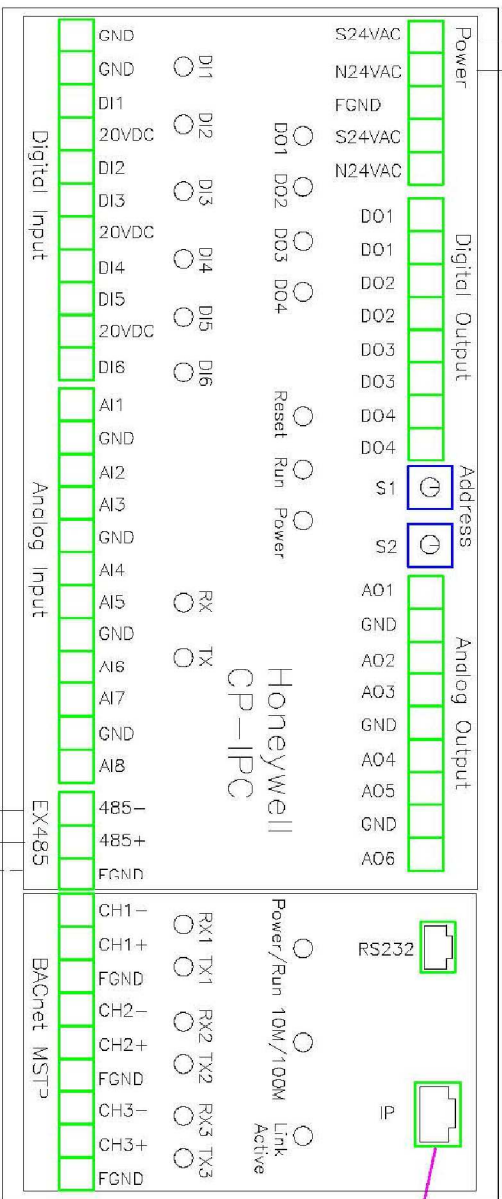 GND
GND
DI1
20VDC
DI2
DI3
20VDC
DI4
DI5
20VDC
DI6
Digital Input
AI1
GND
AI2
AI3
GND
AI4
AI5
GND
AI6
AI7
GND
AI8
Analog Input
485-
485+
FGND
EX485
CH1-
CH1+
FGND
CH2-
CH2+
FGND
CH3-
CH3+
FGND
BACnet MSTP
DI1
DI2
DI3
DI4
DI5
DI6
RX
TX
RX1
TX1
RX2
TX2
RX3
TX3
DO1
DO2
DO3
DO4
Reset
Run
Power
Honeywell
CP-IPC
Power/Run
10M/100M
Link
Active
S24VAC
N24VAC
FGND
S24VAC
N24VAC
Power
DO1
DO1
DO2
DO2
DO3
DO3
DO4
DO4
Digital Output
S1
S2
Address
AO1
GND
AO2
AO3
GND
AO4
AO5
GND
AO6
Analog Output
RS232
IP